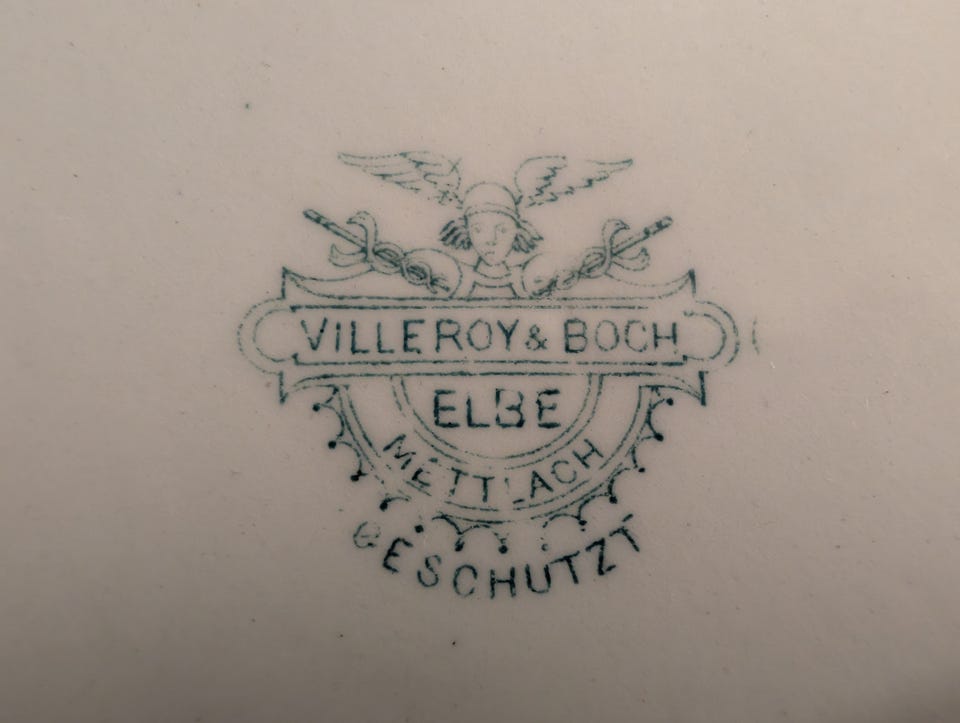 VILLEROY & BOCH
ELBE
METTLACH
GESCHUTZT